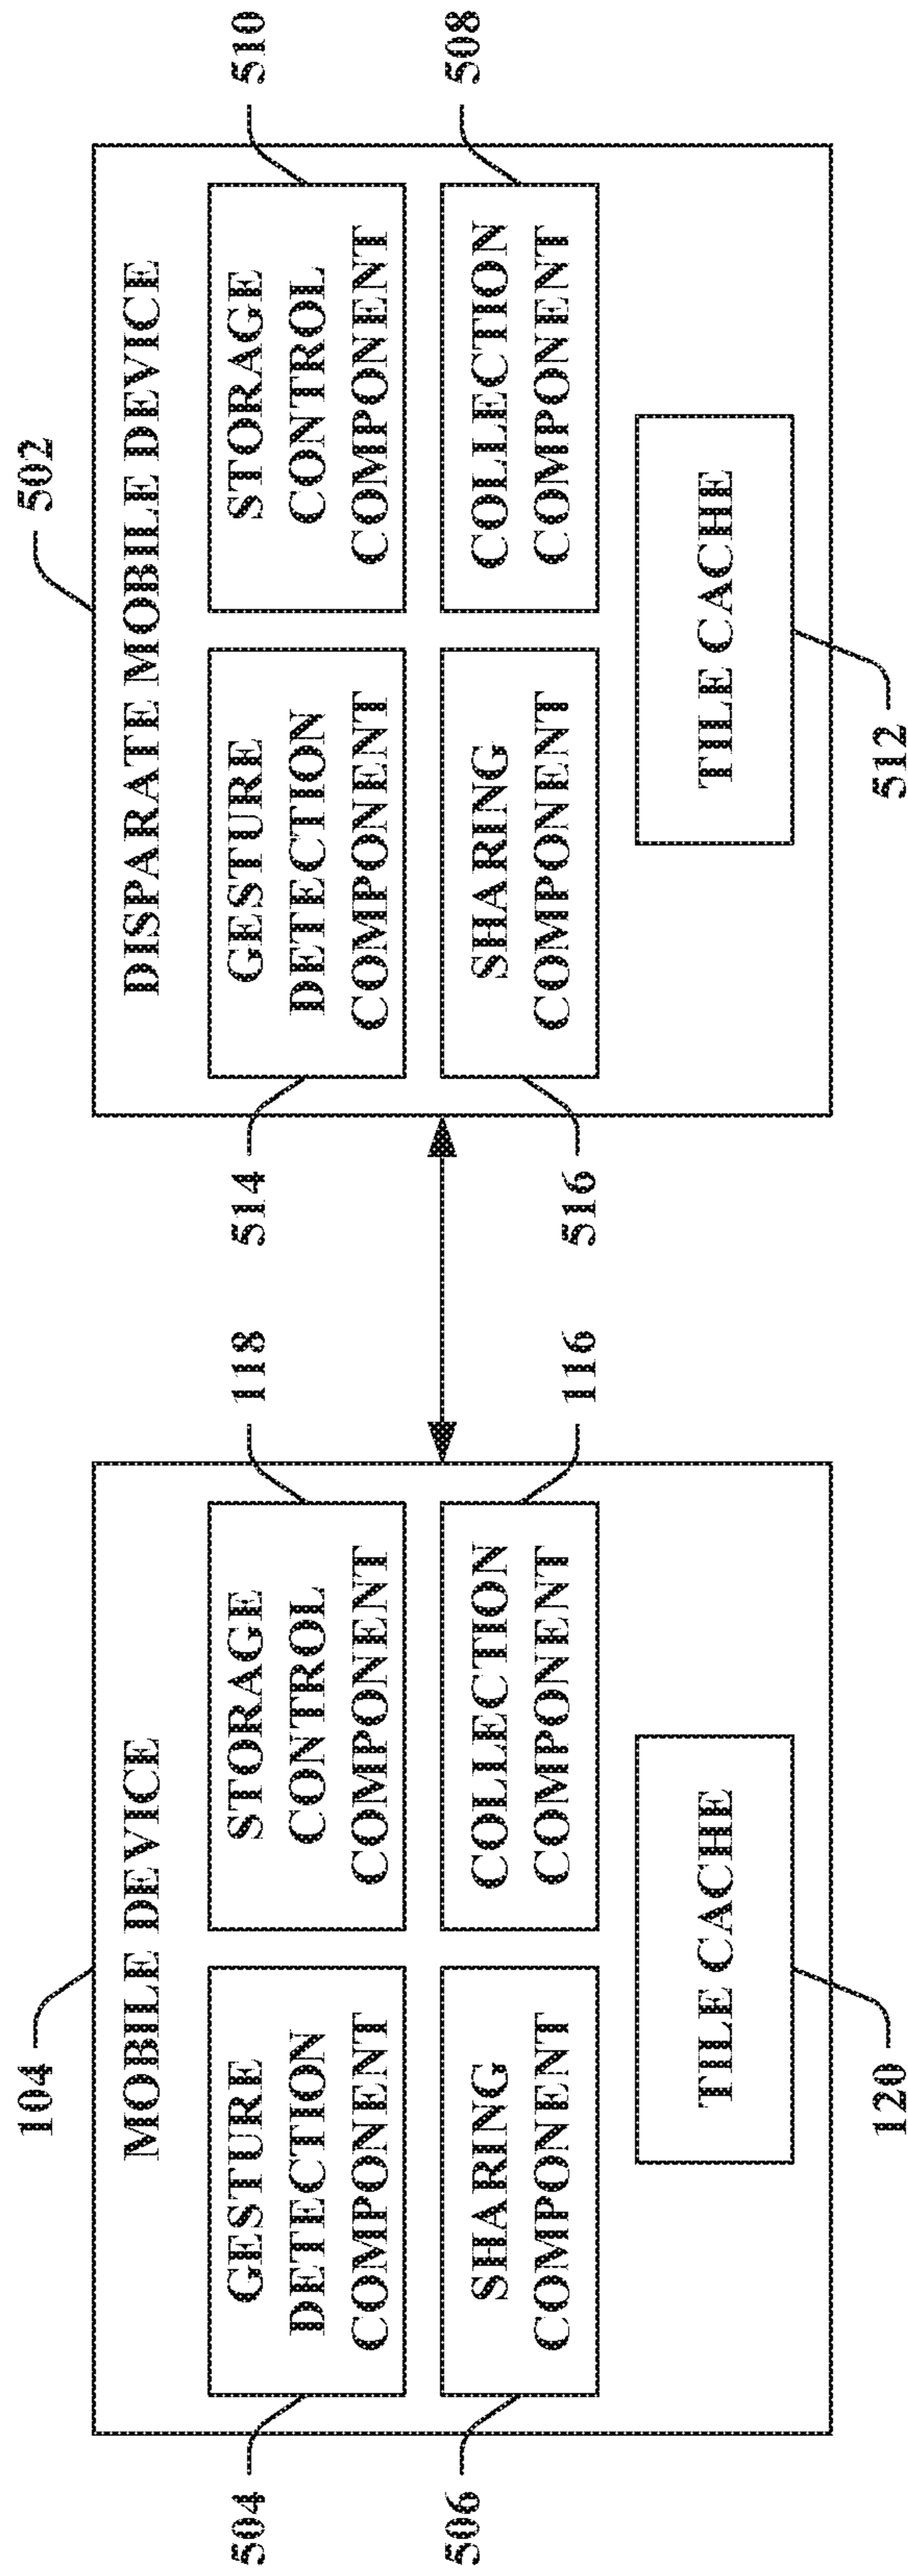 104
MOBILE DEVICE
504
GESTURE
DETECTION
COMPONENT
STORAGE
CONTROL
COMPONENT
118
506
SHARING
COMPONENT
COLLECTION
COMPONENT
116
TILE CACHE
120
502
DISPARATE MOBILE DEVICE
514
GESTURE
DETECTION
COMPONENT
STORAGE
CONTROL
COMPONENT
510
516
SHARING
COMPONENT
COLLECTION
COMPONENT
508
TILE CACHE
512